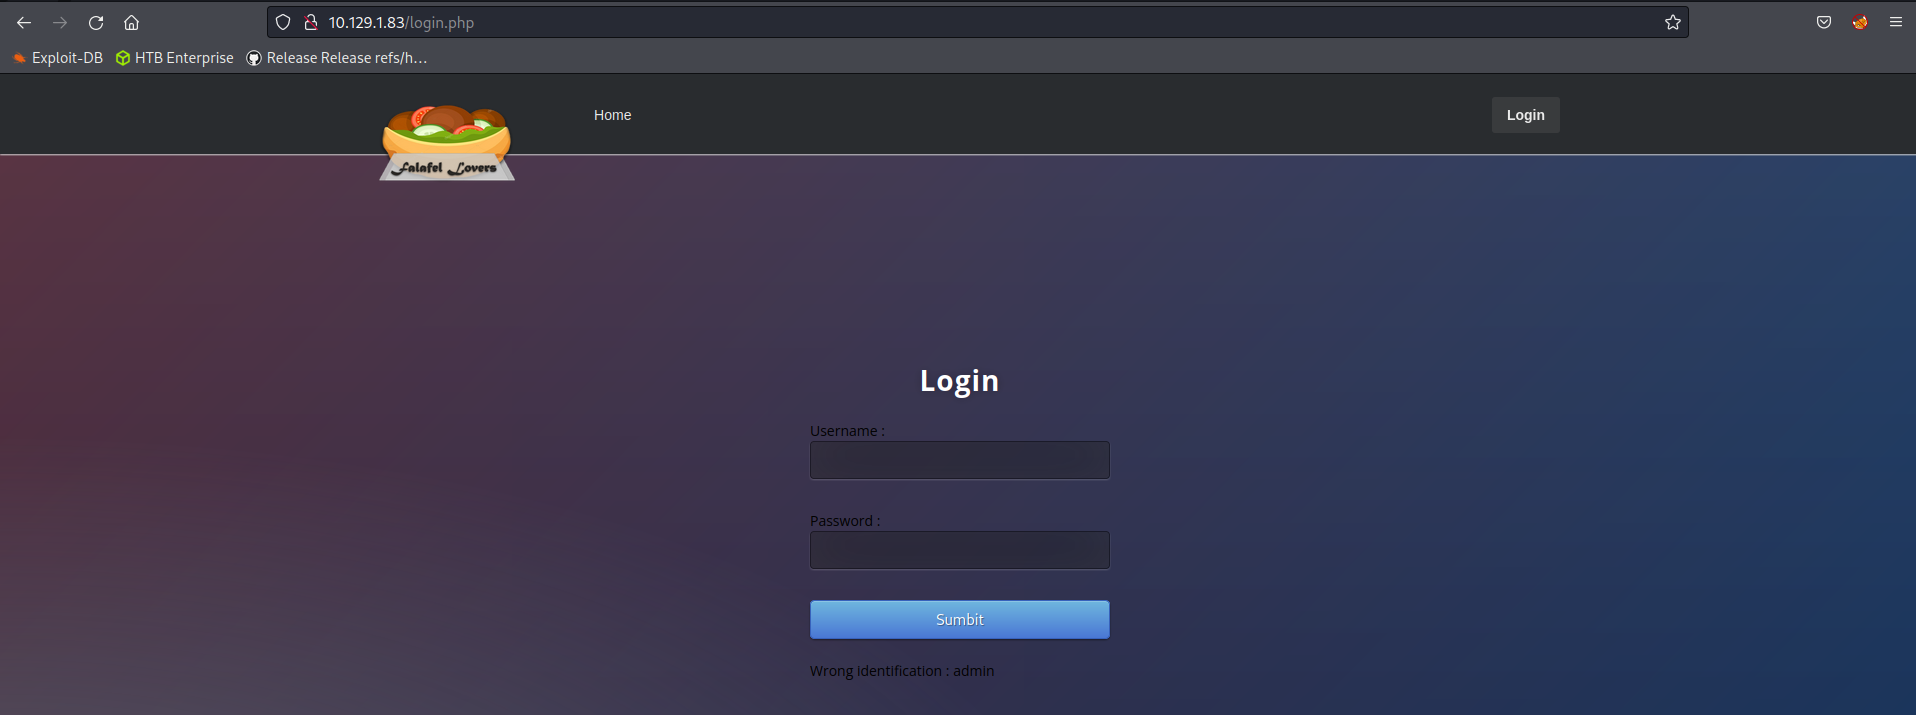 10.129.1.83/login.php
Exploit-DB HTB Enterprise Release Release refs/h...
Falafel Lovers
Home
Login
Login
Username :
Password :
Sumbit
Wrong identification : admin